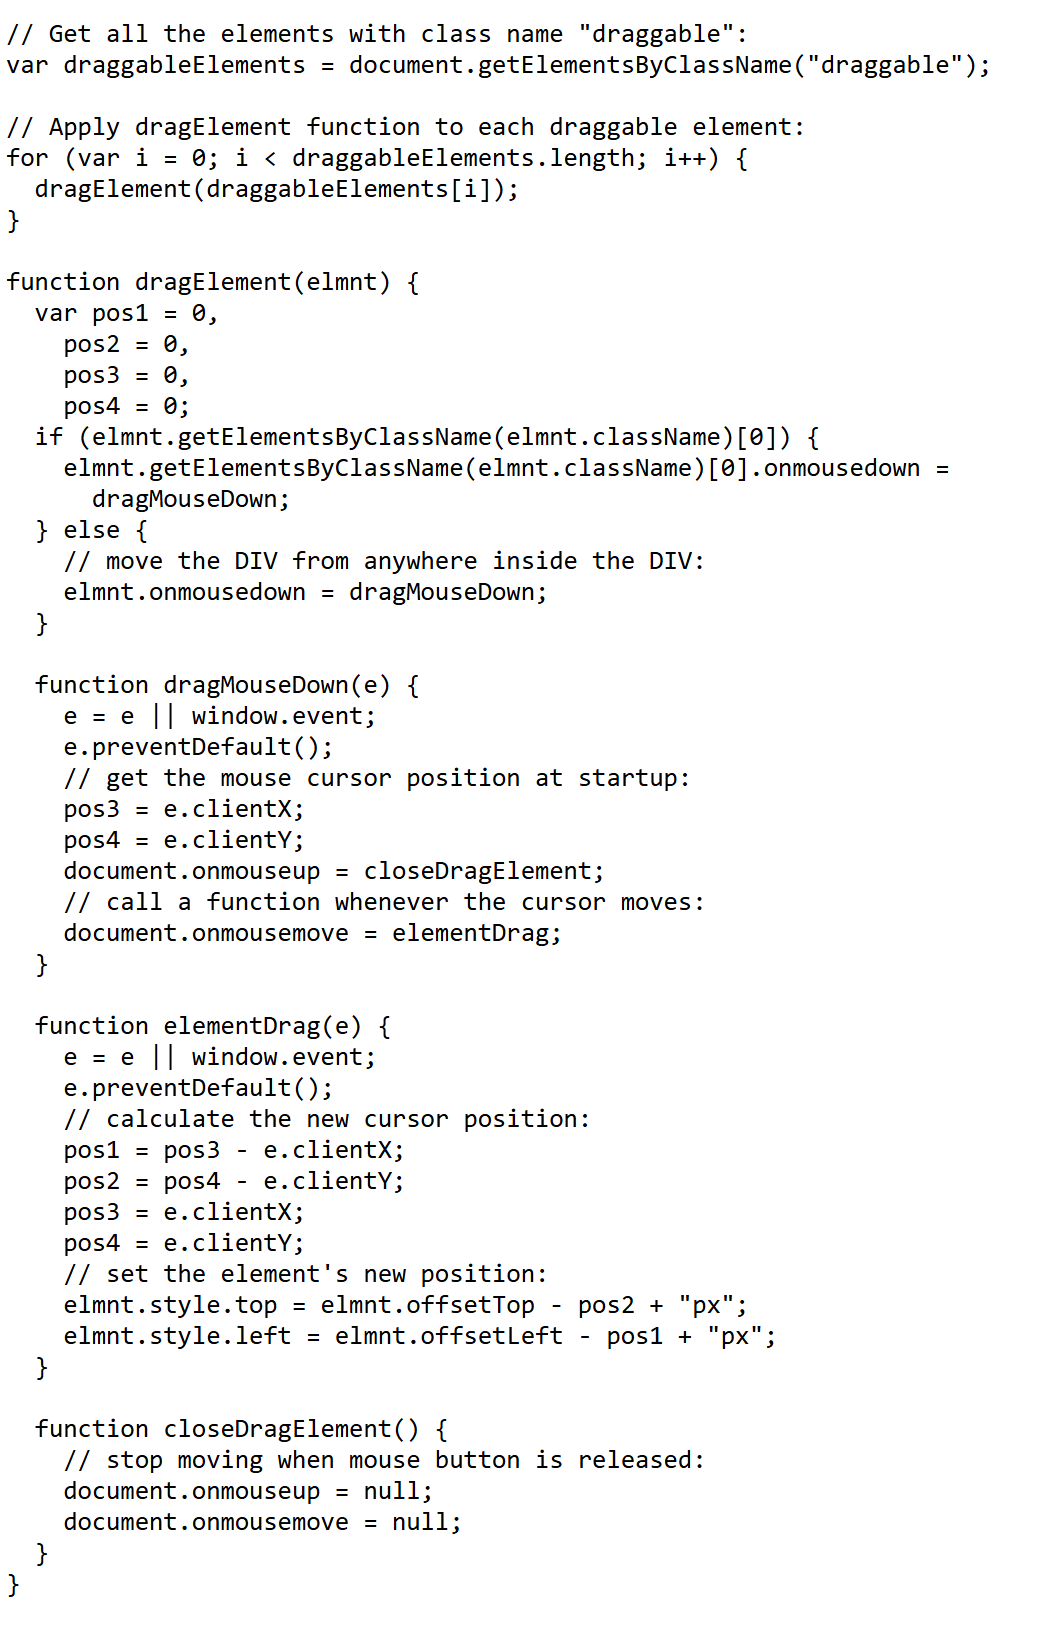 // Get all the elements with class name "draggable":
var draggableElements = document.getElementsByClassName("draggable");

// Apply dragElement function to each draggable element:
for (var i = 0; i < draggableElements.length; i++) {
  dragElement(draggableElements[i]);
}

function dragElement(elmnt) {
  var pos1 = 0,
    pos2 = 0,
    pos3 = 0,
    pos4 = 0;
  if (elmnt.getElementsByClassName(elmnt.className)[0]) {
    elmnt.getElementsByClassName(elmnt.className)[0].onmousedown =
      dragMouseDown;
  } else {
    // move the DIV from anywhere inside the DIV:
    elmnt.onmousedown = dragMouseDown;
  }

  function dragMouseDown(e) {
    e = e || window.event;
    e.preventDefault();
    // get the mouse cursor position at startup:
    pos3 = e.clientX;
    pos4 = e.clientY;
    document.onmouseup = closeDragElement;
    // call a function whenever the cursor moves:
    document.onmousemove = elementDrag;
  }

  function elementDrag(e) {
    e = e || window.event;
    e.preventDefault();
    // calculate the new cursor position:
    pos1 = pos3 - e.clientX;
    pos2 = pos4 - e.clientY;
    pos3 = e.clientX;
    pos4 = e.clientY;
    // set the element's new position:
    elmnt.style.top = elmnt.offsetTop - pos2 + "px";
    elmnt.style.left = elmnt.offsetLeft - pos1 + "px";
  }

  function closeDragElement() {
    // stop moving when mouse button is released:
    document.onmouseup = null;
    document.onmousemove = null;
  }
}